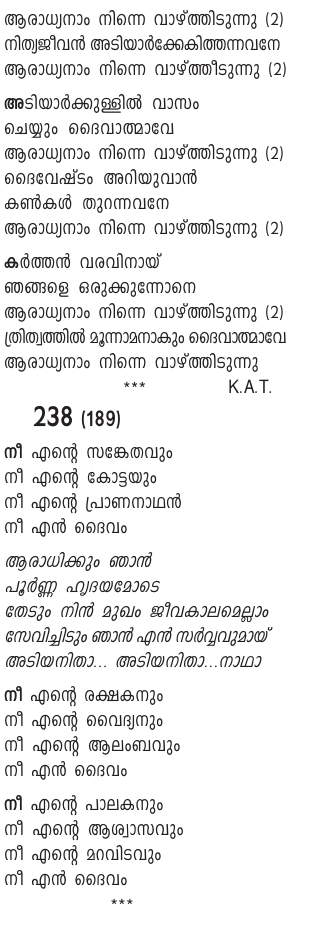 ആരാധ്യനാം നിന്നെ വാഴ്ത്തിടുന്നു (2)
നിത്യജീവൻ അടിയാർക്കേകിത്തന്നവനേ
ആരാധ്യനാം നിന്നെ വാഴ്ത്തീടുന്നു (2)
അടിയാർക്കുള്ളിൽ വാസം
ചെയ്യും ദൈവാത്മാവേ
ആരാധ്യനാം നിന്നെ വാഴ്ത്തിടുന്നു (2)
ദൈവേഷ്ടം അറിയുവാൻ
കൺകൾ തുറന്നവനേ
ആരാധ്യനാം നിന്നെ വാഴ്ത്തിടുന്നു (2)
കർത്തൻ വരവിനായ്
ഞങ്ങളെ ഒരുക്കുന്നോനെ
ആരാധ്യനാം നിന്നെ വാഴ്ത്തിടുന്നു (2)
ത്രിത്വത്തിൽ മൂന്നാമനാകും ദൈവാത്മാവേ
ആരാധ്യനാം നിന്നെ വാഴ്ത്തിടുന്നു
*** K.A.T.
238 (189)
നീ എന്റെ സങ്കേതവും
നീ എന്റെ കോട്ടയും
നീ എന്റെ പ്രാണനാഥൻ
നീ എൻ ദൈവം
ആരാധിക്കും ഞാൻ
പൂർണ്ണ ഹൃദയമോടെ
തേടും നിൻ മുഖം ജീവകാലമെല്ലാം
സേവിച്ചിടും ഞാൻ എൻ സർവ്വവുമായ്
അടിയനിതാ... അടിയനിതാ...നാഥാ
നീ എന്റെ രക്ഷകനും
നീ എന്റെ വൈദ്യനും
നീ എന്റെ ആലംബവും
നീ എൻ ദൈവം
നീ എന്റെ പാലകനും
നീ എന്റെ ആശ്വാസവും
നീ എന്റെ മറവിടവും
നീ എൻ ദൈവം
***